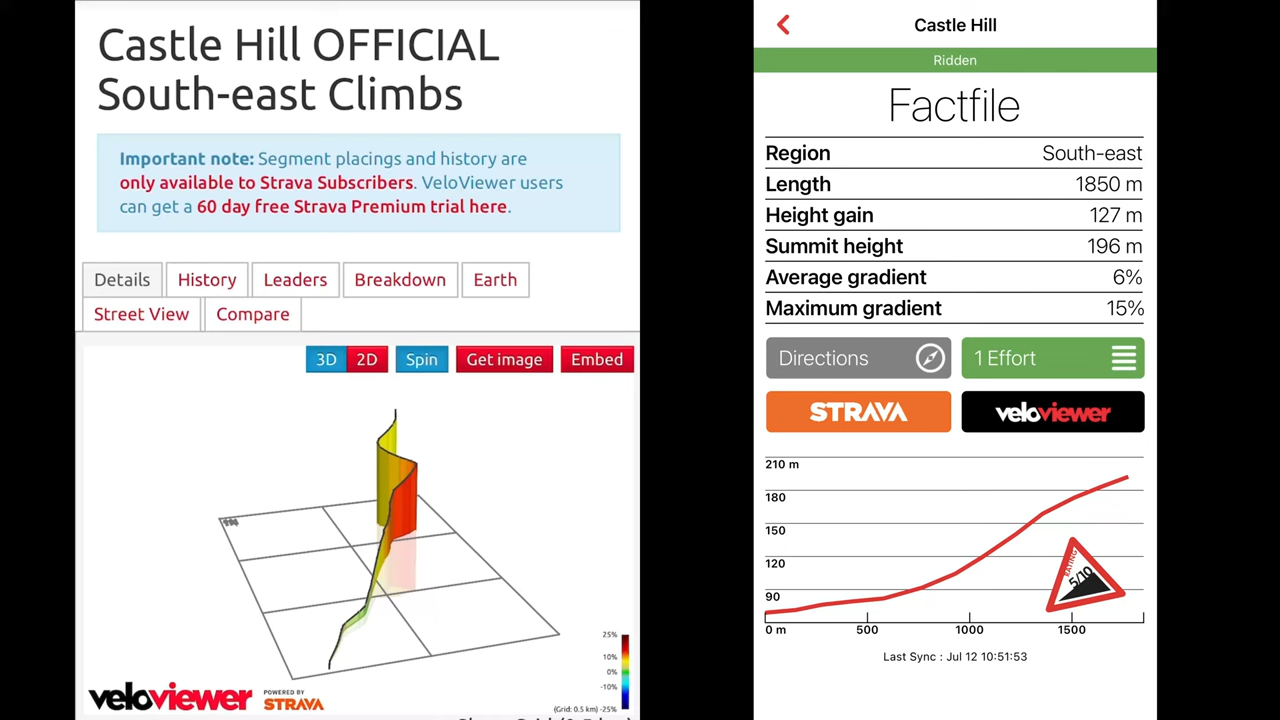 Castle Hill OFFICIAL
South-east Climbs
Important note: Segment placings and history are
only available to Strava Subscribers. VeloViewer users
can get a 60 day free Strava Premium trial here.
Details
History
Leaders
Breakdown
Earth
Street View
Compare
3D
2D
Spin
Get image
Embed
25%
10%
0%
-10%
(Grid: 0.5 km) -25%
veloviewer
POWERED BY
STRAVA
Castle Hill
Ridden
Factfile
Region South-east
Length 1850 m
Height gain 127 m
Summit height 196 m
Average gradient 6%
Maximum gradient 15%
Directions
1 Effort
STRAVA
veloviewer
210 m
180
150
120
90
RATING
5/10
0 m 500 1000 1500
Last Sync : Jul 12 10:51:53